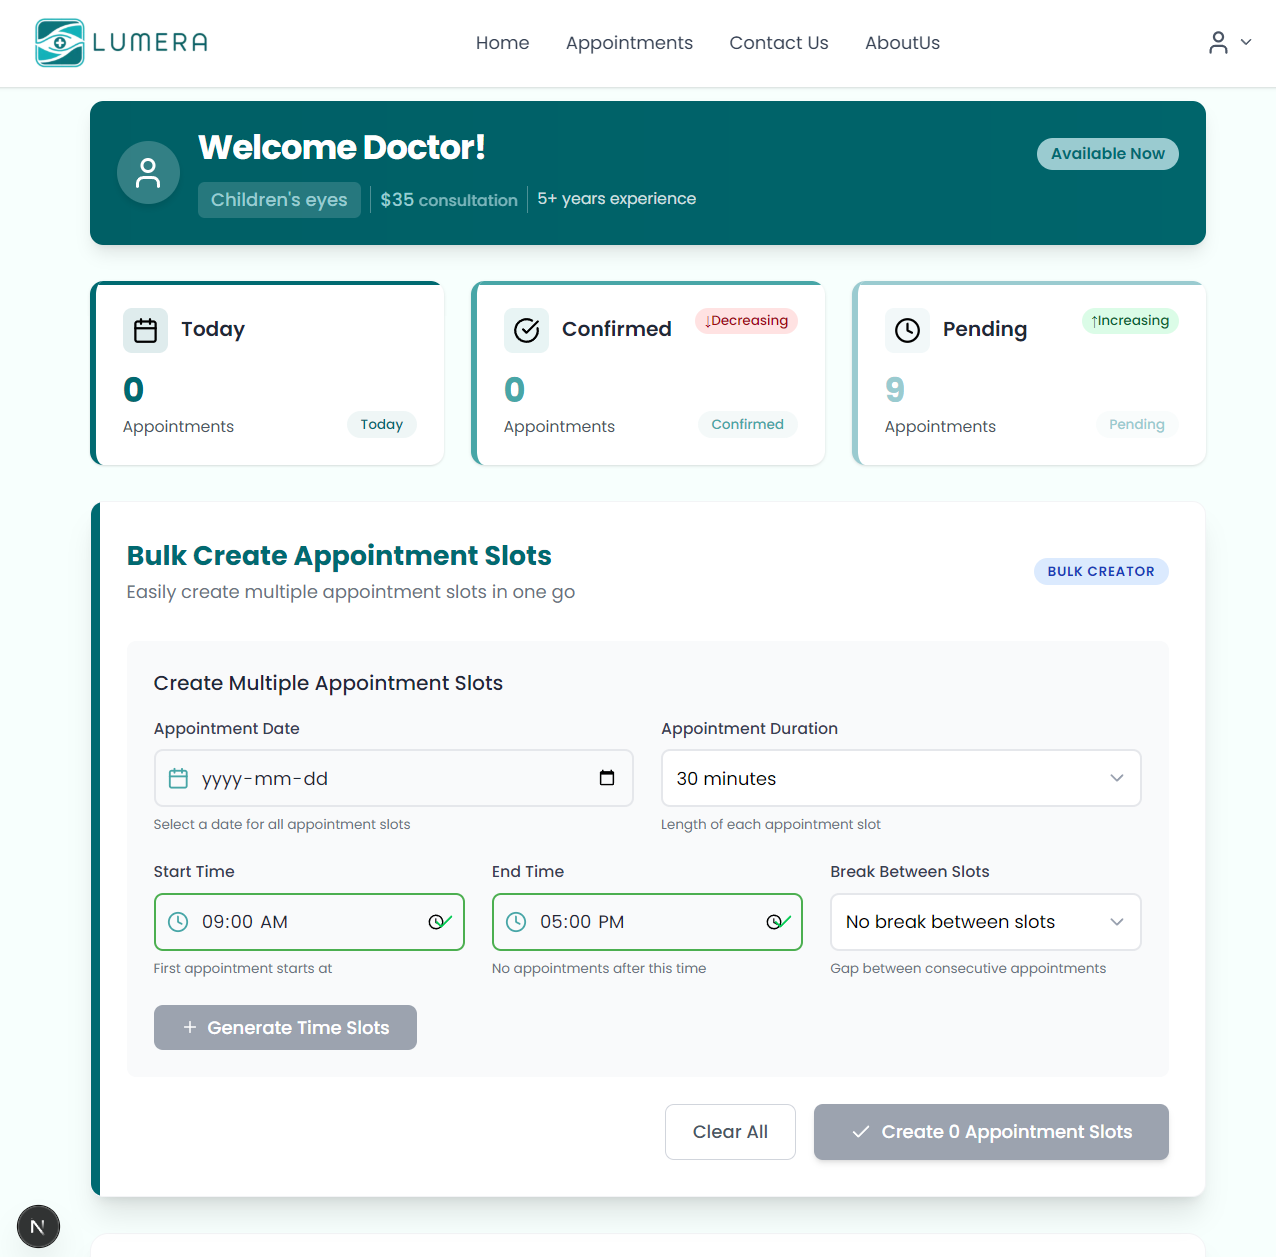 LUMERA
Home Appointments Contact Us AboutUs
Welcome Doctor!
Available Now
Children's eyes $35 consultation 5+ years experience
Today
0
Appointments
Today
Confirmed
↓Decreasing
0
Appointments
Confirmed
Pending
↑Increasing
9
Appointments
Pending
Bulk Create Appointment Slots
Easily create multiple appointment slots in one go
BULK CREATOR
Create Multiple Appointment Slots
Appointment Date
yyyy-mm-dd
Select a date for all appointment slots
Appointment Duration
30 minutes
Length of each appointment slot
Start Time
09:00 AM
First appointment starts at
End Time
05:00 PM
No appointments after this time
Break Between Slots
No break between slots
Gap between consecutive appointments
+ Generate Time Slots
Clear All
Create 0 Appointment Slots
N